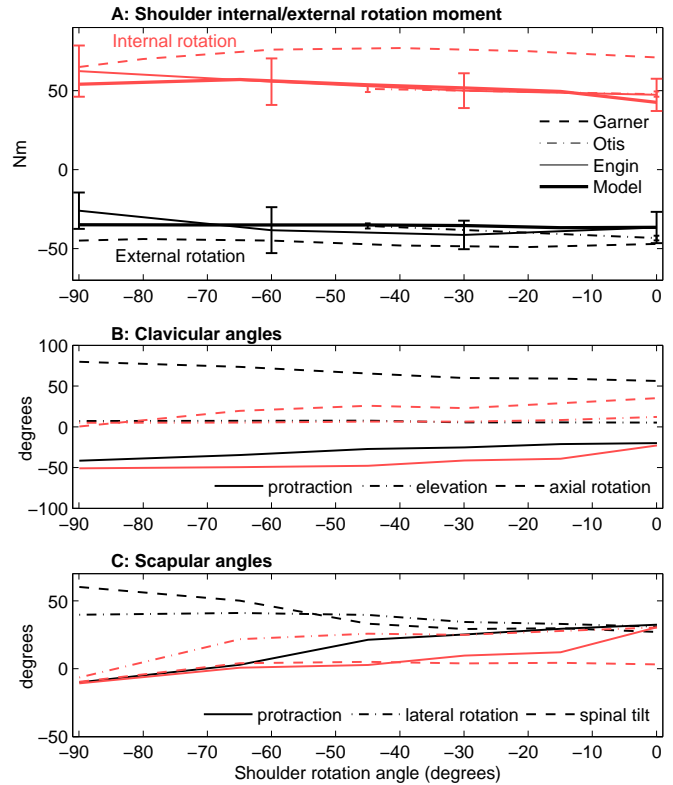 A: Shoulder internal/external rotation moment
Internal rotation
50
0
−50
Nm
Garner
Otis
Engin
Model
External rotation
−90 −80 −70 −60 −50 −40 −30 −20 −10 0
B: Clavicular angles
100
50
0
−50
−100
degrees
protraction elevation axial rotation
−90 −80 −70 −60 −50 −40 −30 −20 −10 0
C: Scapular angles
50
0
−50
degrees
protraction lateral rotation spinal tilt
−90 −80 −70 −60 −50 −40 −30 −20 −10 0
Shoulder rotation angle (degrees)